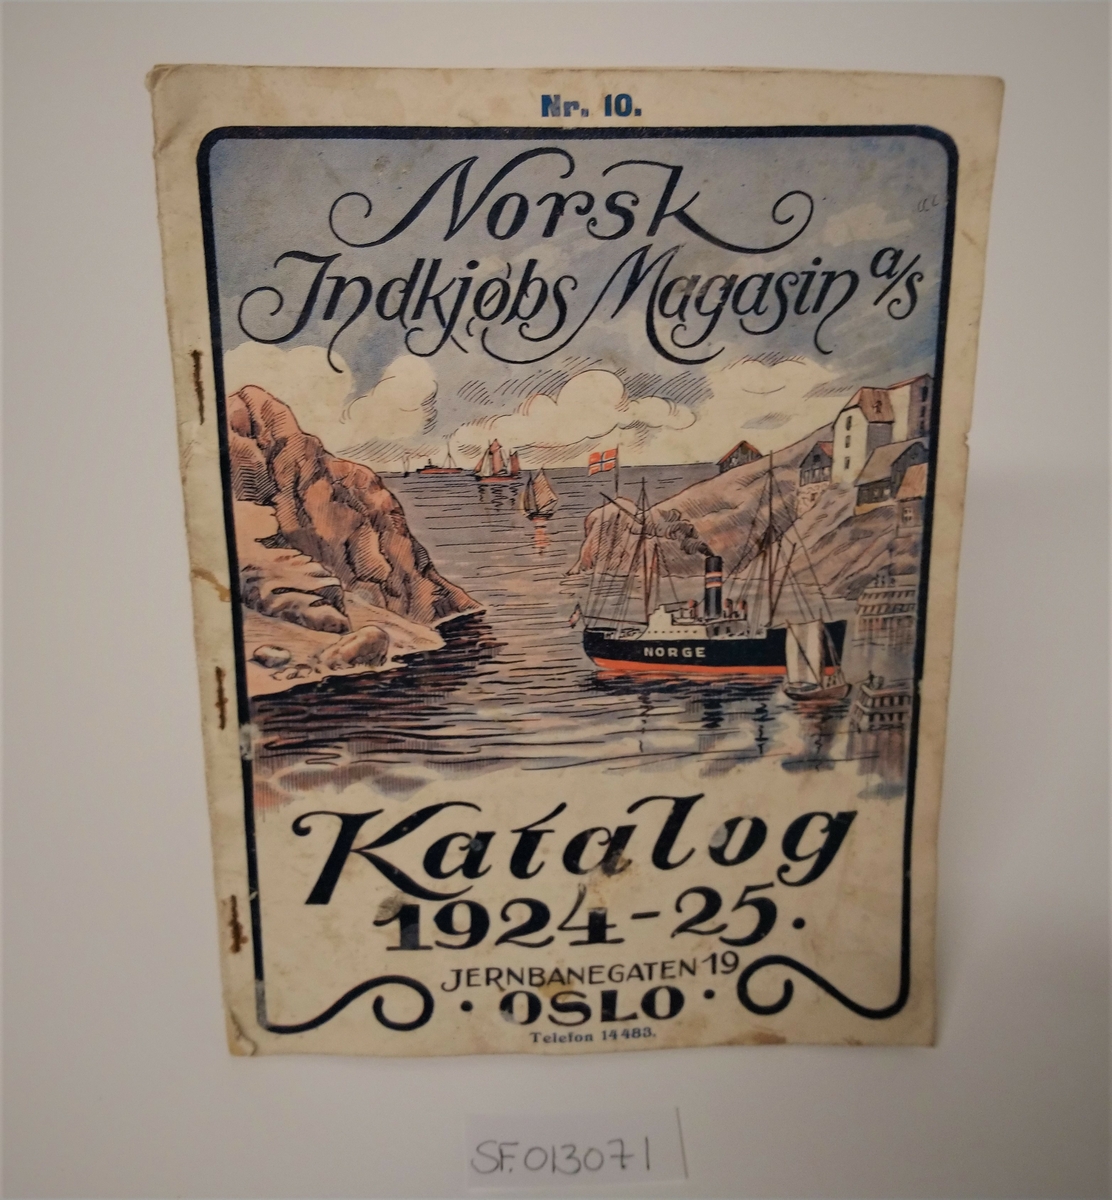 Nr. 10.
Norsk
Indkjøbs Magasin a/s
NORGE
Katalog
1924-25.
JERNBANEGATEN 19
· OSLO ·
Telefon 14483.
SF.013071